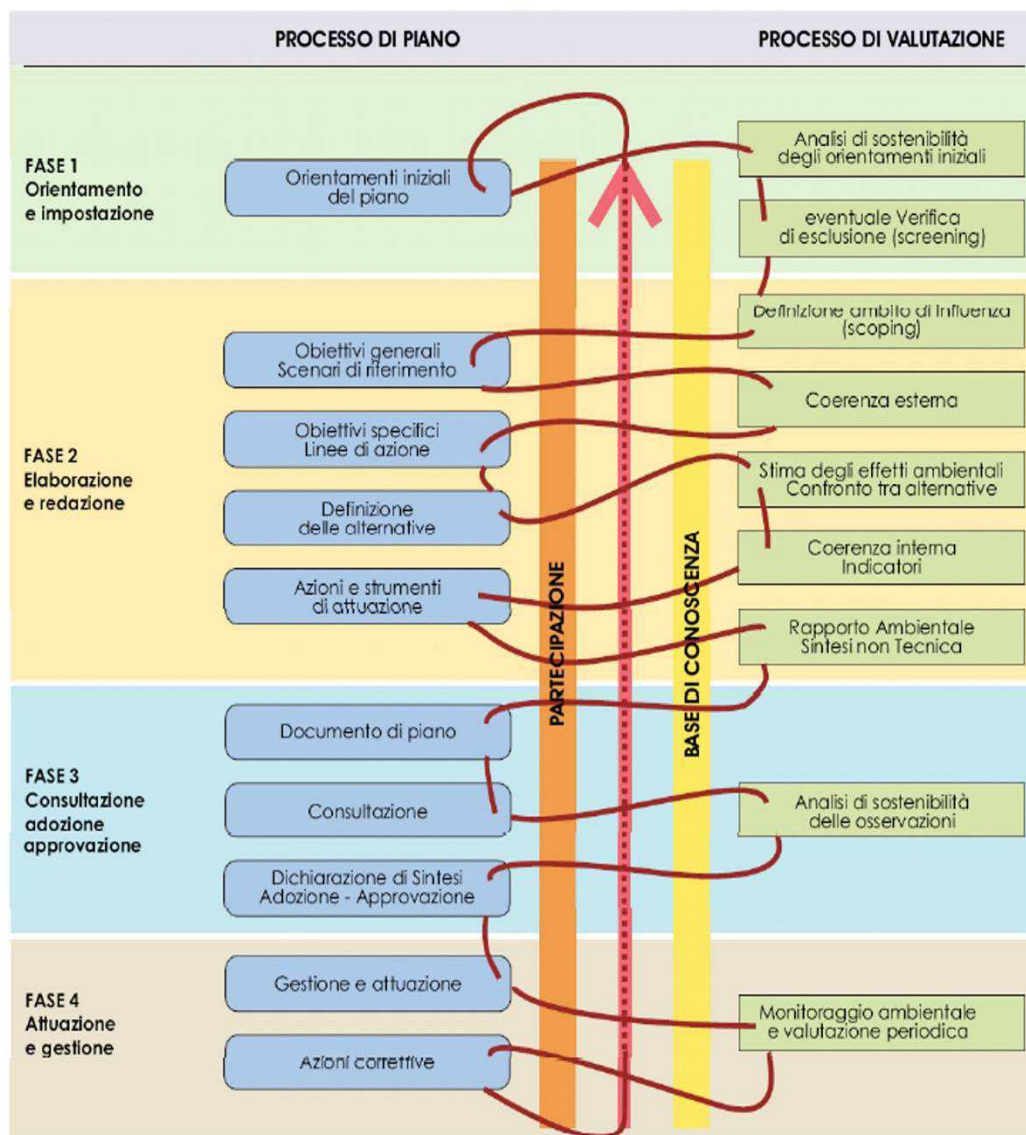 PROCESSO DI PIANO
PROCESSO DI VALUTAZIONE
FASE 1
Orientamento
e impostazione
Orientamenti iniziali
del piano
Analisi di sostenibilità
degli orientamenti iniziali
eventuale Verifica
di esclusione (screening)
FASE 2
Elaborazione
e redazione
Obiettivi generali
Scenari di riferimento
Obiettivi specifici
Linee di azione
Definizione
delle alternative
Azioni e strumenti
di attuazione
Definizione ambito di influenza
(scoping)
Coerenza esterna
Stima degli effetti ambientali
Confronto tra alternative
Coerenza interna
Indicatori
Rapporto Ambientale
Sintesi non Tecnica
PARTECIPAZIONE
BASE DI CONOSCENZA
FASE 3
Consultazione
adozione
approvazione
Documento di piano
Consultazione
Dichiarazione di Sintesi
Adozione - Approvazione
Analisi di sostenibilità
delle osservazioni
FASE 4
Attuazione
e gestione
Gestione e attuazione
Azioni correttive
Monitoraggio ambientale
e valutazione periodica